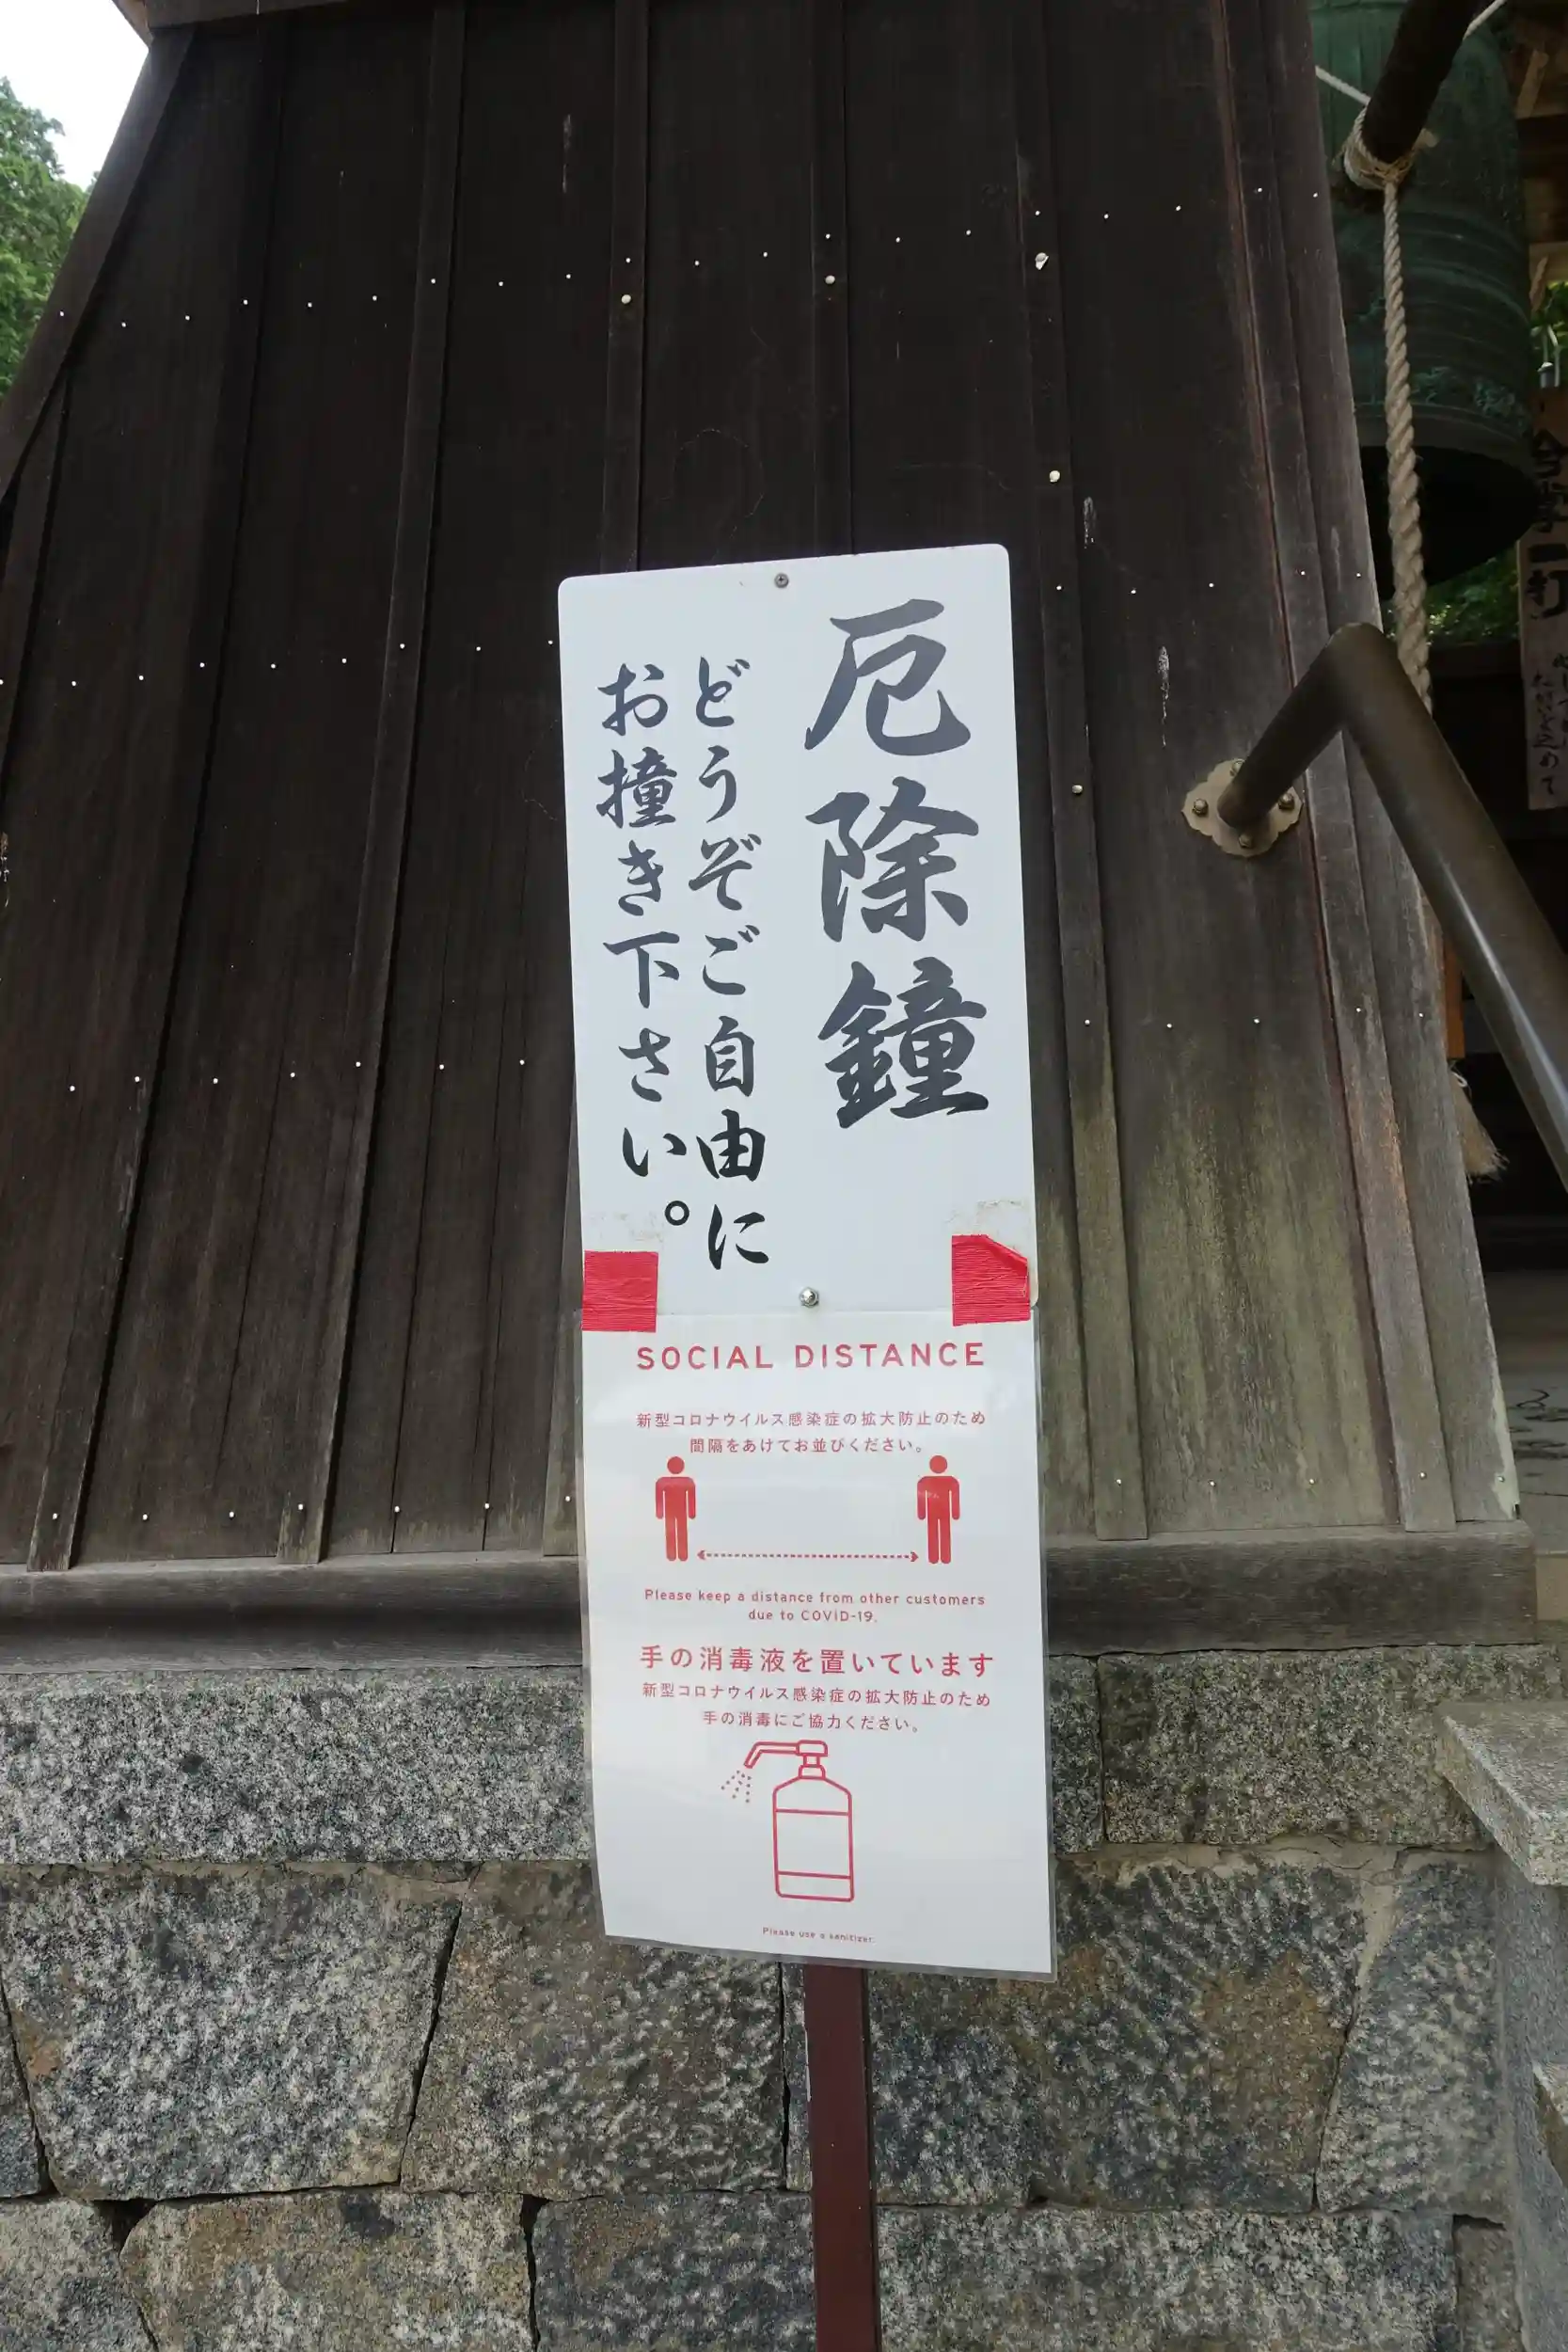 厄除鐘
どうぞご自由に
お撞き下さい。
SOCIAL DISTANCE
新型コロナウイルス感染症の拡大防止のため
間隔をあけてお並びください。
Please keep a distance from other customers
due to COVID-19.
手の消毒液を置いています
新型コロナウイルス感染症の拡大防止のため
手の消毒にご協力ください。
Please use a sanitizer.